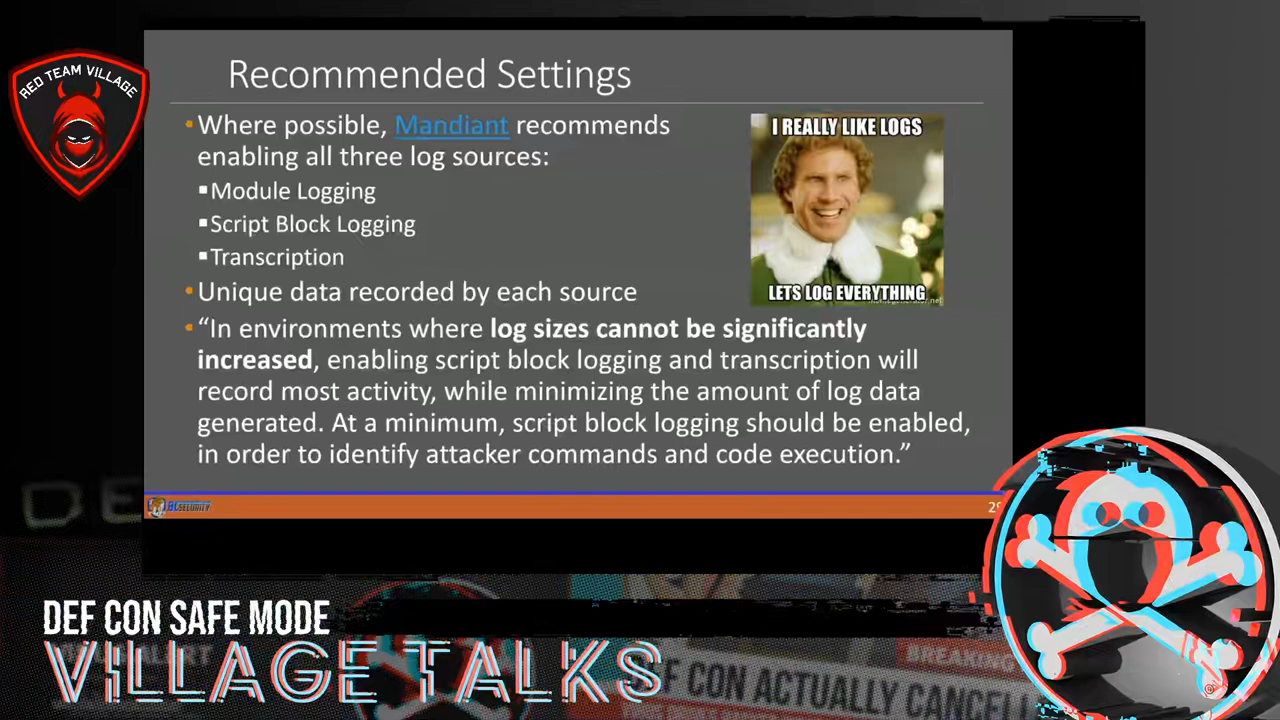 RED TEAM VILLAGE
Recommended Settings
Where possible, Mandiant recommends
enabling all three log sources:
Module Logging
Script Block Logging
Transcription
Unique data recorded by each source
“In environments where log sizes cannot be significantly
increased, enabling script block logging and transcription will
record most activity, while minimizing the amount of log data
generated. At a minimum, script block logging should be enabled,
in order to identify attacker commands and code execution.”
I REALLY LIKE LOGS
LETS LOG EVERYTHING
BC SECURITY
DEF CON SAFE MODE
VILLAGE TALKS
BREAKING
DEF CON ACTUALLY